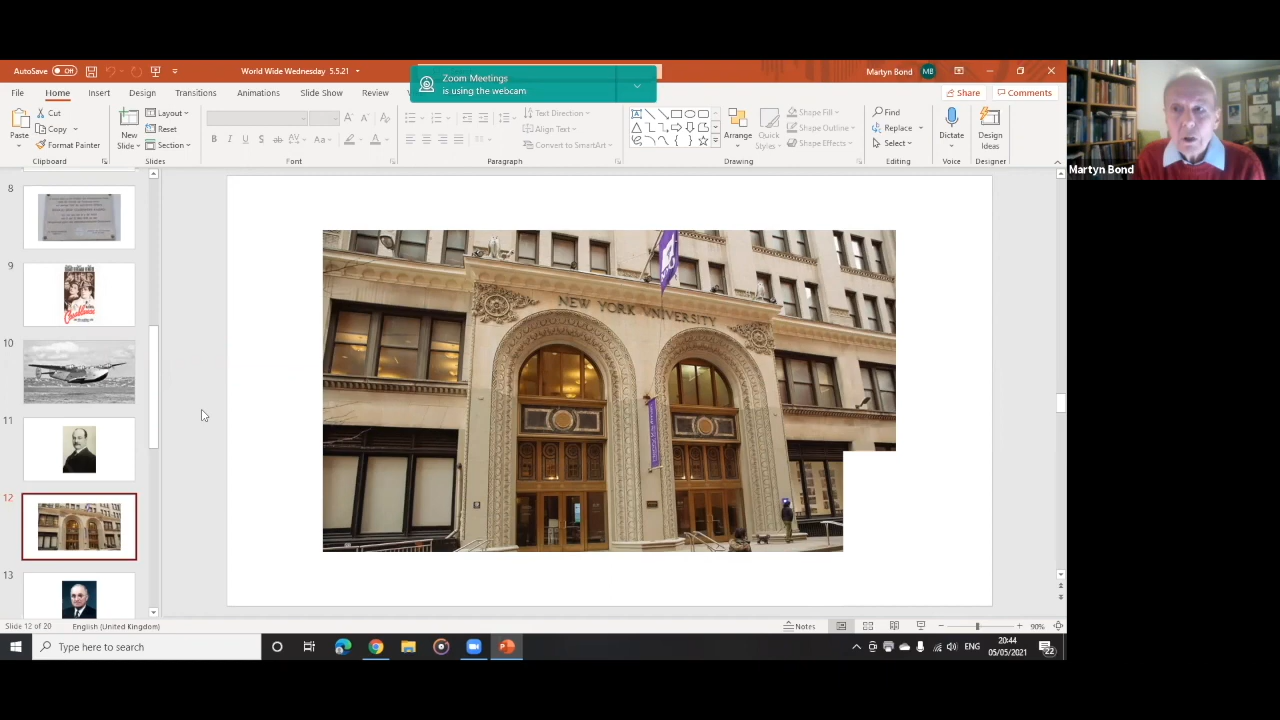 AutoSave Off
World Wide Wednesday 5.5.21
Zoom Meetings
is using the webcam
Martyn Bond MB
File Home Insert Design Transitions Animations Slide Show Review
Share Comments
Paste
Cut
Copy
Format Painter
Clipboard
New
Slide
Layout
Reset
Section
Slides
B I U S ab AV Aa A
Font
Text Direction
Align Text
Convert to SmartArt
Paragraph
Arrange
Quick
Styles
Shape Fill
Shape Outline
Shape Effects
Drawing
Find
Replace
Select
Editing
Dictate
Voice
Design
Ideas
Designer
Martyn Bond
8
9
Casablanca
10
11
12
13
NEW YORK UNIVERSITY
Slide 12 of 20 English (United Kingdom)
Notes
90%
Type here to search
ENG
20:44
05/05/2021
22